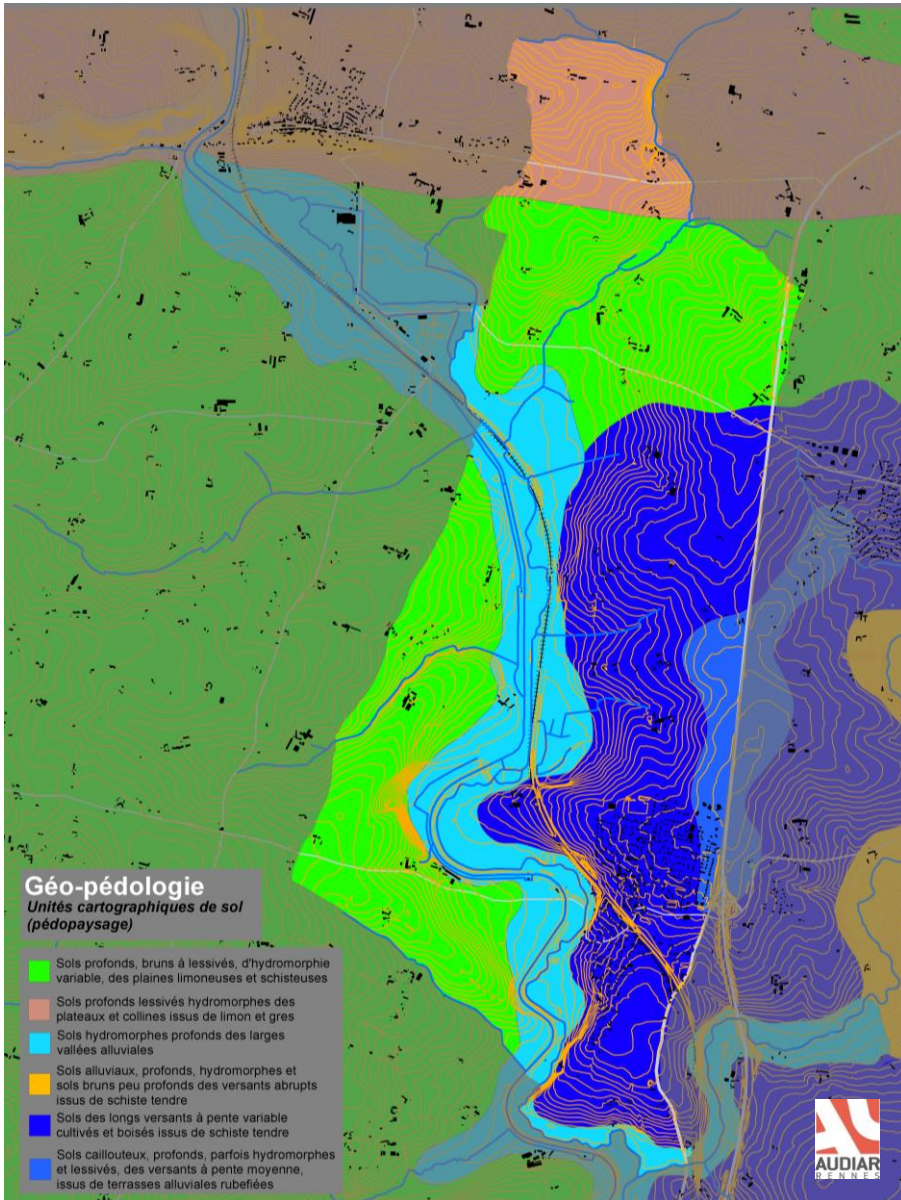 Géo-pédologie
Unités cartographiques de sol
(pédopaysage)
Sols profonds, bruns à lessivés, d'hydromorphie
variable, des plaines limoneuses et schisteuses
Sols profonds lessivés hydromorphes des
plateaux et collines issus de limon et gres
Sols hydromorphes profonds des larges
vallées alluviales
Sols alluviaux, profonds, hydromorphes et
sols bruns peu profonds des versants abrupts
issus de schiste tendre
Sols des longs versants à pente variable
cultivés et boisés issus de schiste tendre
Sols caillouteux, profonds, parfois hydromorphes
et lessivés, des versants à pente moyenne,
issus de terrasses alluviales rubefiées
AUDIAR
RENNES